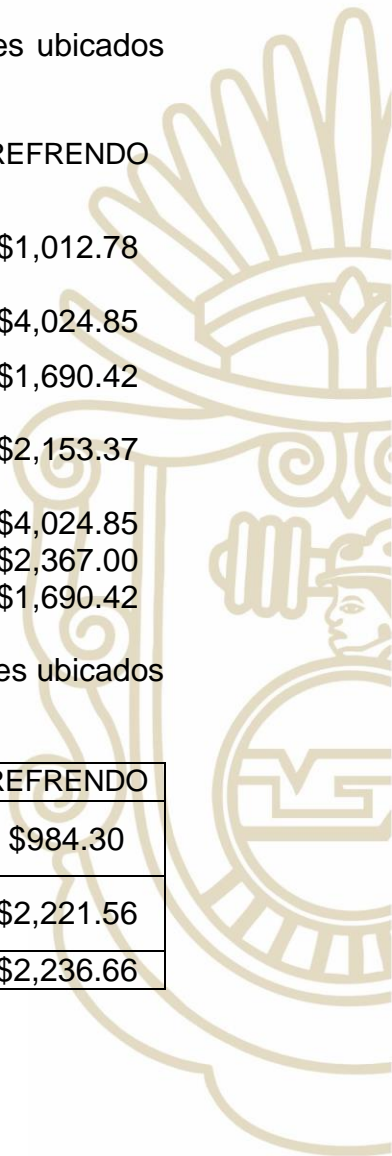 es ubicados
REFRENDO
$1,012.78
$4,024.85
$1,690.42
$2,153.37
$4,024.85
$2,367.00
$1,690.42
es ubicados
REFRENDO
$984.30
$2,221.56
$2,236.66